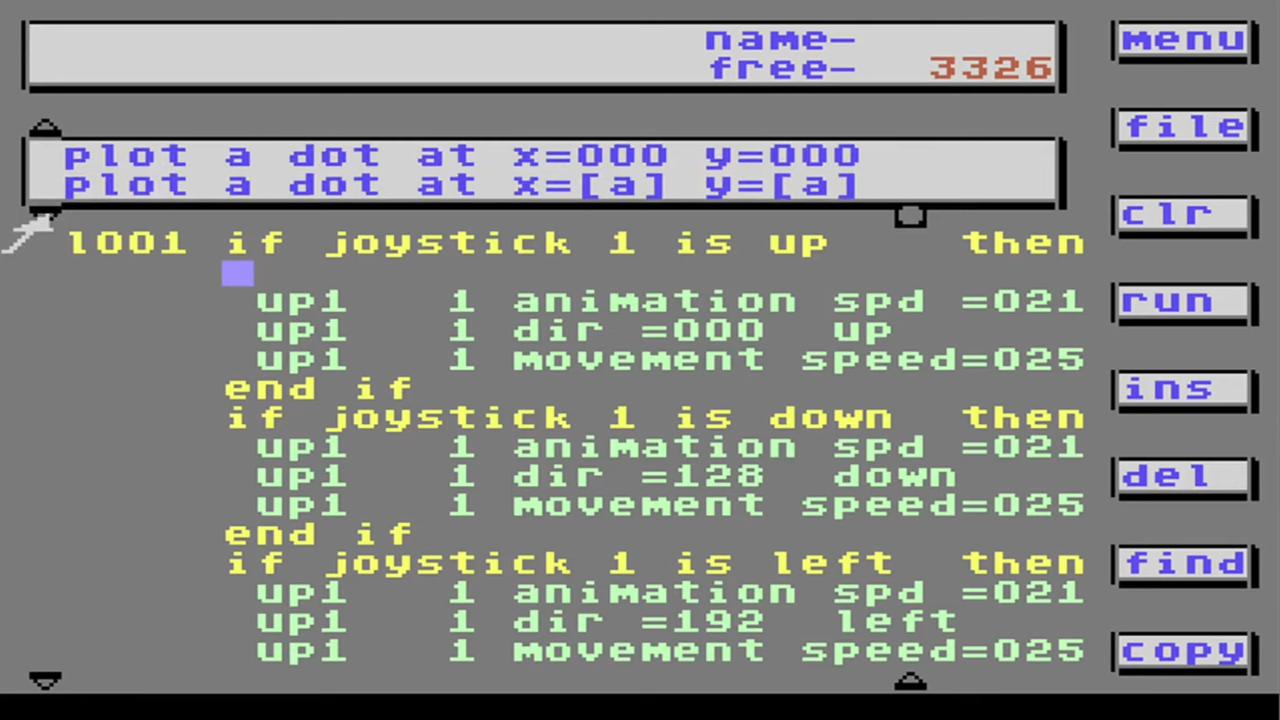 name-
free- 3326
plot a dot at x=000 y=000
plot a dot at x=[a] y=[a]
l001 if joystick 1 is up then
up1 1 animation spd =021
up1 1 dir =000 up
up1 1 movement speed=025
end if
if joystick 1 is down then
up1 1 animation spd =021
up1 1 dir =128 down
up1 1 movement speed=025
end if
if joystick 1 is left then
up1 1 animation spd =021
up1 1 dir =192 left
up1 1 movement speed=025
menu
file
clr
run
ins
del
find
copy